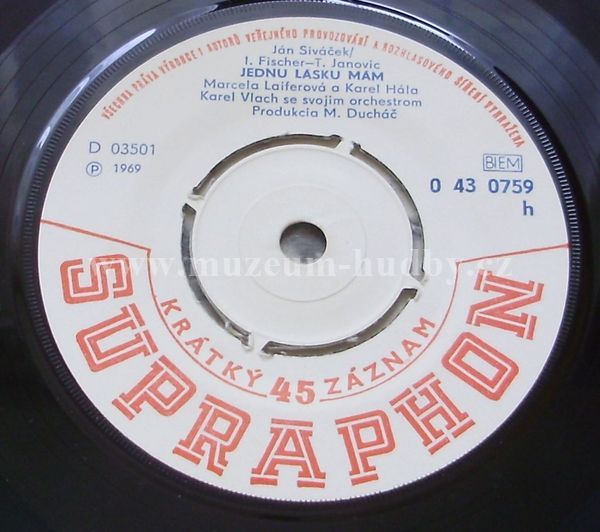 VŠECHNA PRÁVA VÝROBCE I AUTORŮ VEŘEJNÉHO PROVOZOVÁNÍ A ROZHLASOVÉHO ŠÍŘENÍ VYHRAŽENA
Ján Siváček/
I. Fischer–T. Janovic
JEDNU LÁSKU MÁM
Marcela Laiferová a Karel Hála
Karel Vlach se svojim orchestrom
Produkcia M. Ducháč
D 03501
℗ 1969
BIEM
0 43 0759
h
www.muzeum-hudby.cz
KRÁTKÝ 45 ZÁZNAM
SUPRAPHON